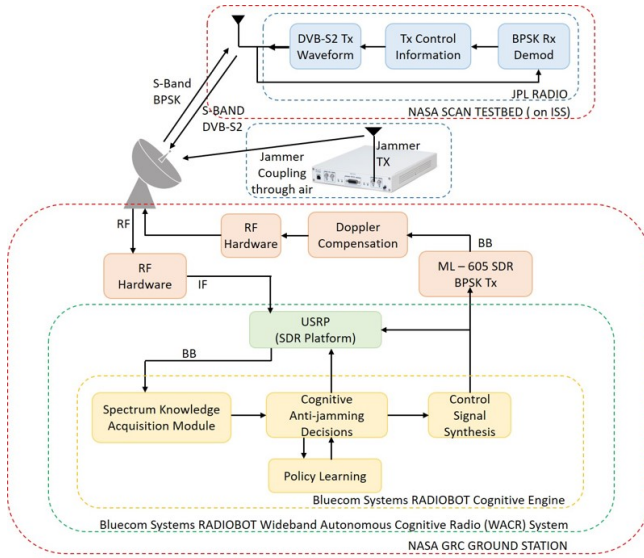 DVB-S2 Tx
Waveform
Tx Control
Information
BPSK Rx
Demod
JPL RADIO
NASA SCAN TESTBED ( on ISS)
S-Band
BPSK
S-BAND
DVB-S2
Jammer
TX
Jammer
Coupling
through air
RF
RF
Hardware
Doppler
Compensation
BB
RF
Hardware
IF
ML – 605 SDR
BPSK Tx
USRP
(SDR Platform)
BB
Spectrum Knowledge
Acquisition Module
Cognitive
Anti-jamming
Decisions
Control
Signal
Synthesis
Policy Learning
Bluecom Systems RADIOBOT Cognitive Engine
Bluecom Systems RADIOBOT Wideband Autonomous Cognitive Radio (WACR) System
NASA GRC GROUND STATION